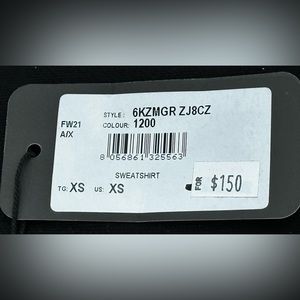 FW21
A/X
STYLE: 6KZMGR ZJ8CZ
COLOUR: 1200
8 056861 325563
SWEATSHIRT
TG: XS US: XS
FOR $150